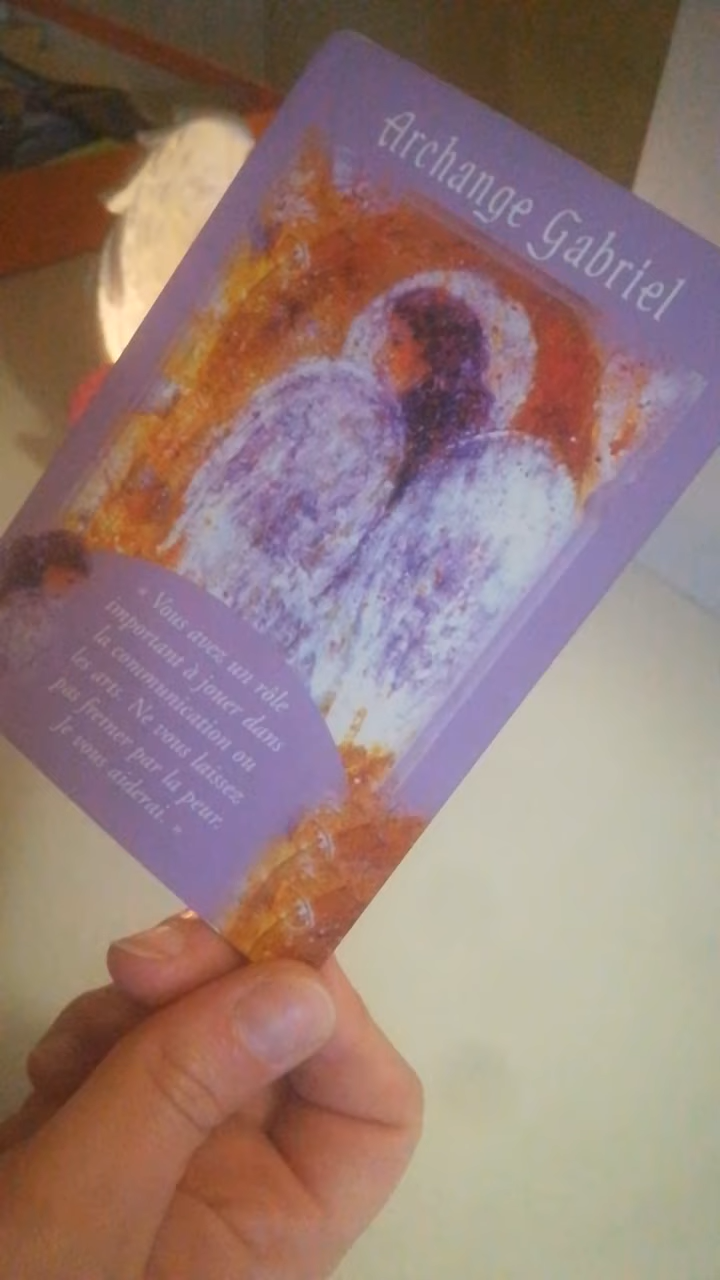 Archange Gabriel
« Vous avez un rôle
important à jouer dans
la communication ou
les arts. Ne vous laissez
pas freiner par la peur.
Je vous aiderai. »